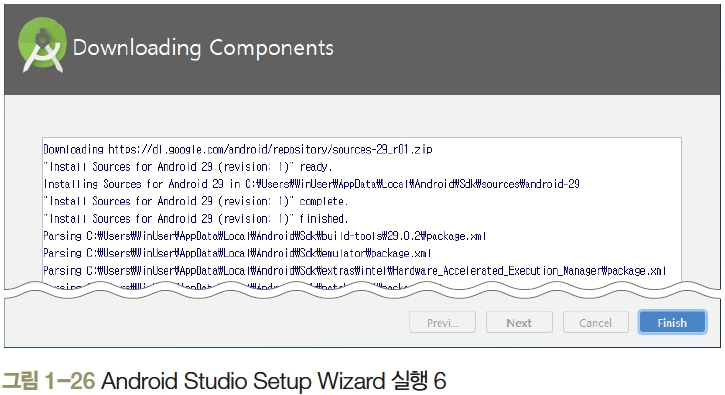 Downloading Components
Downloading https://dl.google.com/android/repository/sources-29_r01.zip
"Install Sources for Android 29 (revision: 1)" ready.
Installing Sources for Android 29 in C:₩Users₩WinUser₩AppData₩Local₩Android₩Sdk₩sources₩android-29
"Install Sources for Android 29 (revision: 1)" complete.
"Install Sources for Android 29 (revision: 1)" finished.
Parsing C:₩Users₩WinUser₩AppData₩Local₩Android₩Sdk₩build-tools₩29.0.2₩package.xml
Parsing C:₩Users₩WinUser₩AppData₩Local₩Android₩Sdk₩emulator₩package.xml
Parsing C:₩Users₩WinUser₩AppData₩Local₩Android₩Sdk₩extras₩intel₩Hardware_Accelerated_Execution_Manager₩package.xml
Previ... Next Cancel Finish
그림 1-26 Android Studio Setup Wizard 실행 6